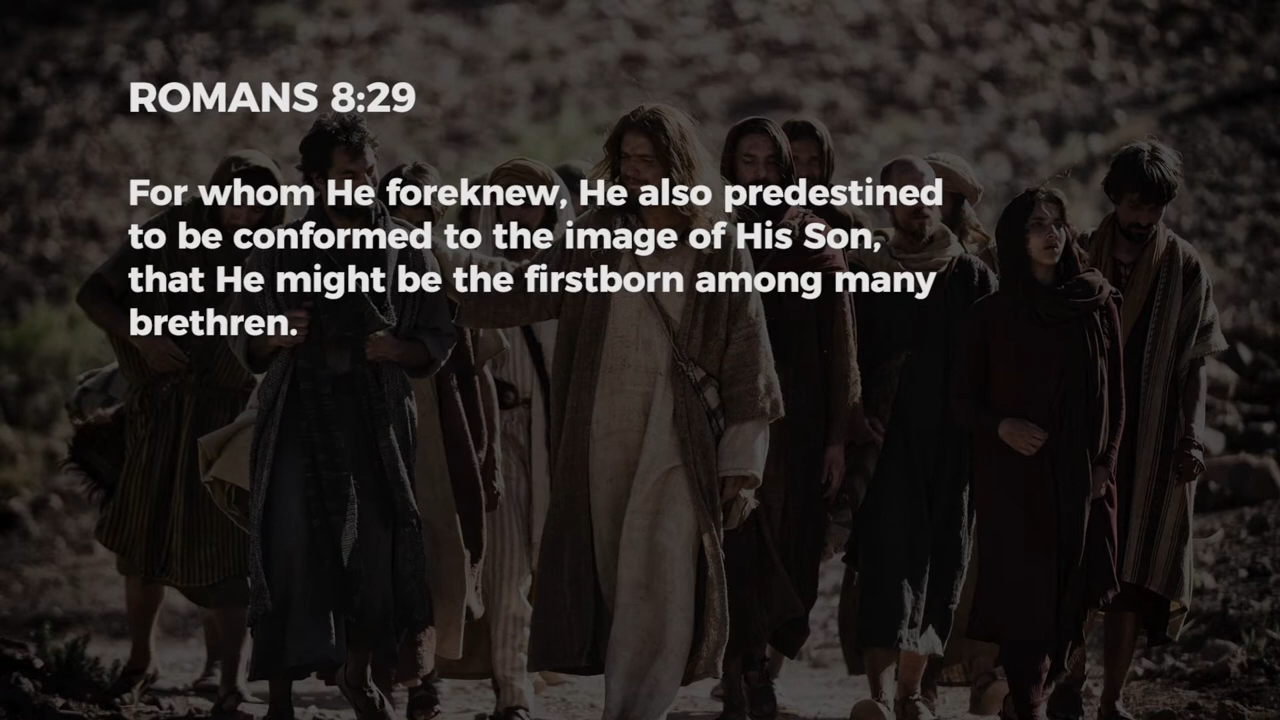 ROMANS 8:29
For whom He foreknew, He also predestined
to be conformed to the image of His Son,
that He might be the firstborn among many
brethren.